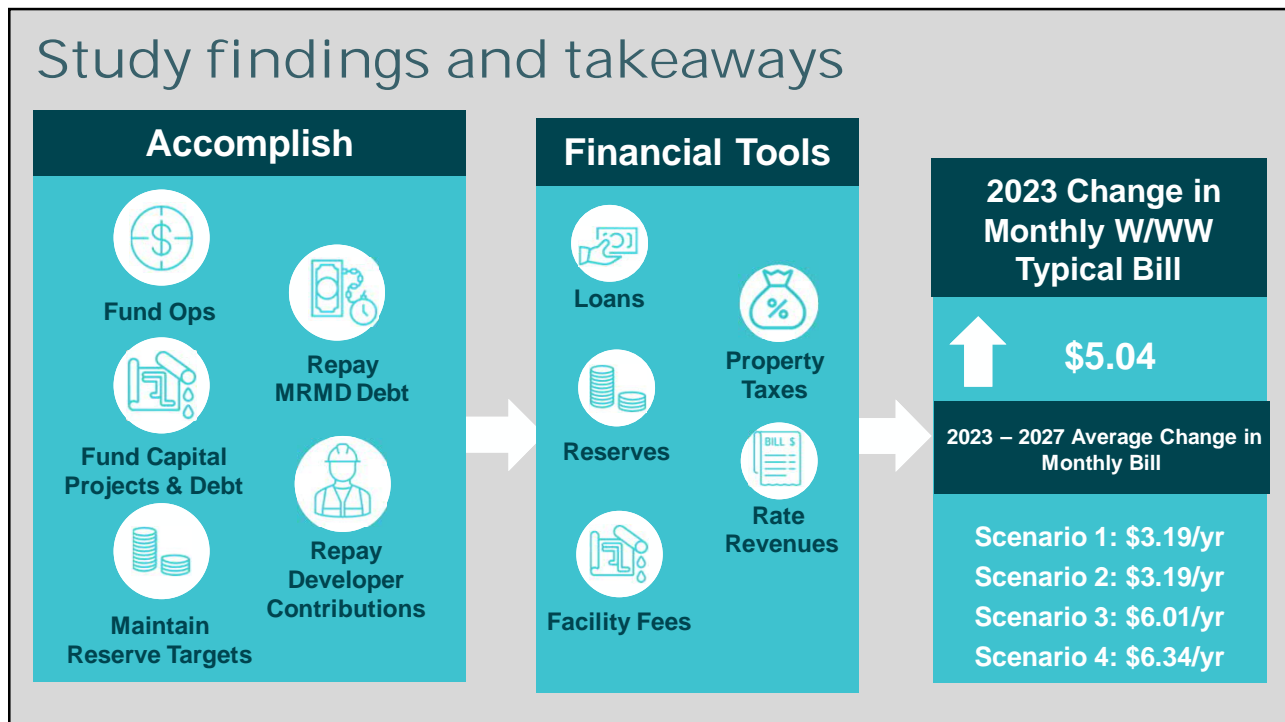 Study findings and takeaways
Accomplish
Fund Ops
Repay
MRMD Debt
Fund Capital
Projects & Debt
Repay
Developer
Contributions
Maintain
Reserve Targets
Financial Tools
Loans
Property
Taxes
Reserves
BILL $
Rate
Revenues
Facility Fees
2023 Change in
Monthly W/WW
Typical Bill
$5.04
2023 – 2027 Average Change in
Monthly Bill
Scenario 1: $3.19/yr
Scenario 2: $3.19/yr
Scenario 3: $6.01/yr
Scenario 4: $6.34/yr